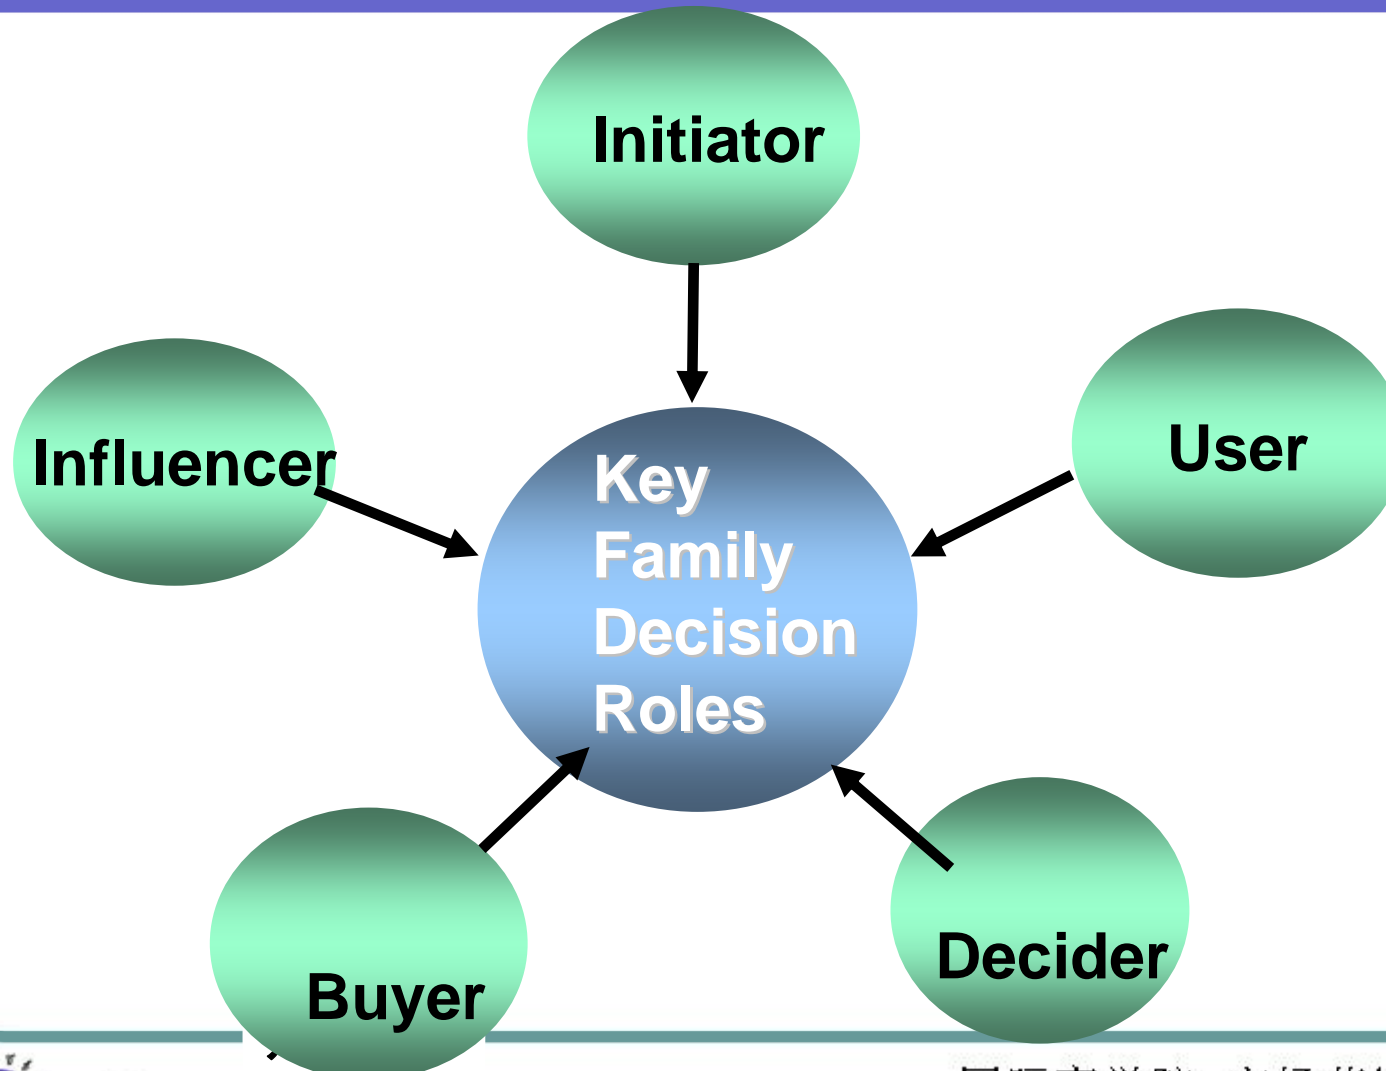 Initiator
Influencer
User
Key
Family
Decision
Roles
Decider
Buyer